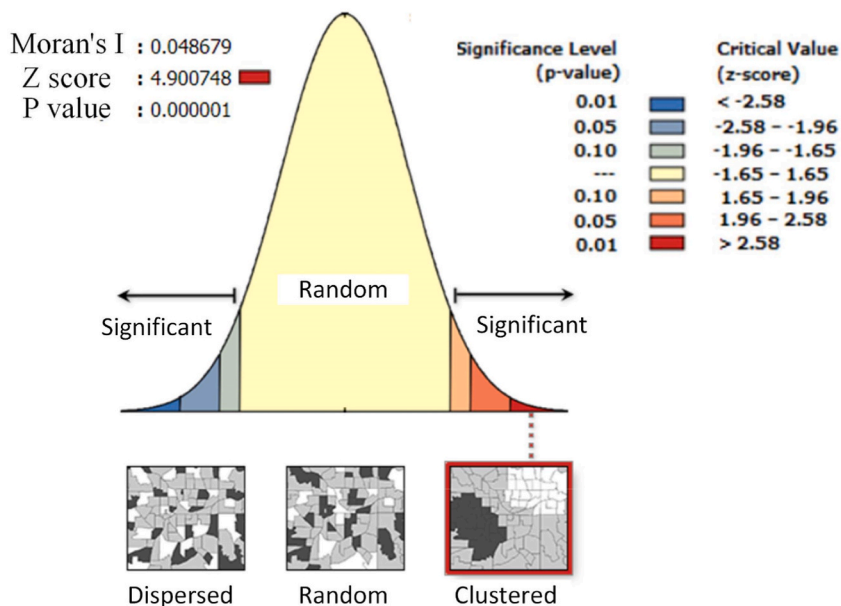 Moran's I : 0.048679
Z score : 4.900748
P value : 0.000001
Significance Level (p-value)
Critical Value (z-score)
0.01 < -2.58
0.05 -2.58 – -1.96
0.10 -1.96 – -1.65
--- -1.65 – 1.65
0.10 1.65 – 1.96
0.05 1.96 – 2.58
0.01 > 2.58
Random
Significant
Significant
Dispersed
Random
Clustered